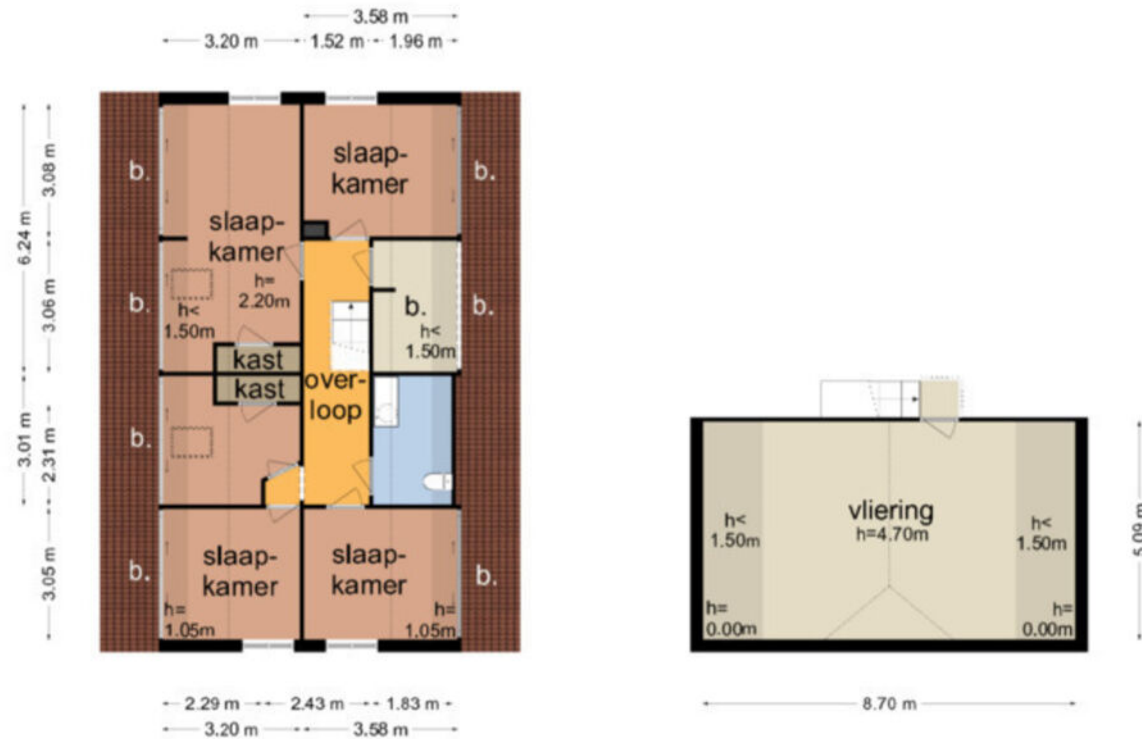 3.58 m
3.20 m
1.52 m
1.96 m
slaap-
kamer
slaap-
kamer
h=
2.20m
h<
1.50m
b.
b.
b.
b.
b.
b.
b.
b.
h<
1.50m
kast
kast
over-
loop
slaap-
kamer
slaap-
kamer
h=
1.05m
h=
1.05m
6.24 m
3.08 m
3.06 m
3.01 m
2.31 m
3.05 m
2.29 m
2.43 m
1.83 m
3.20 m
3.58 m
vliering
h=4.70m
h<
1.50m
h<
1.50m
h=
0.00m
h=
0.00m
5.09 m
8.70 m